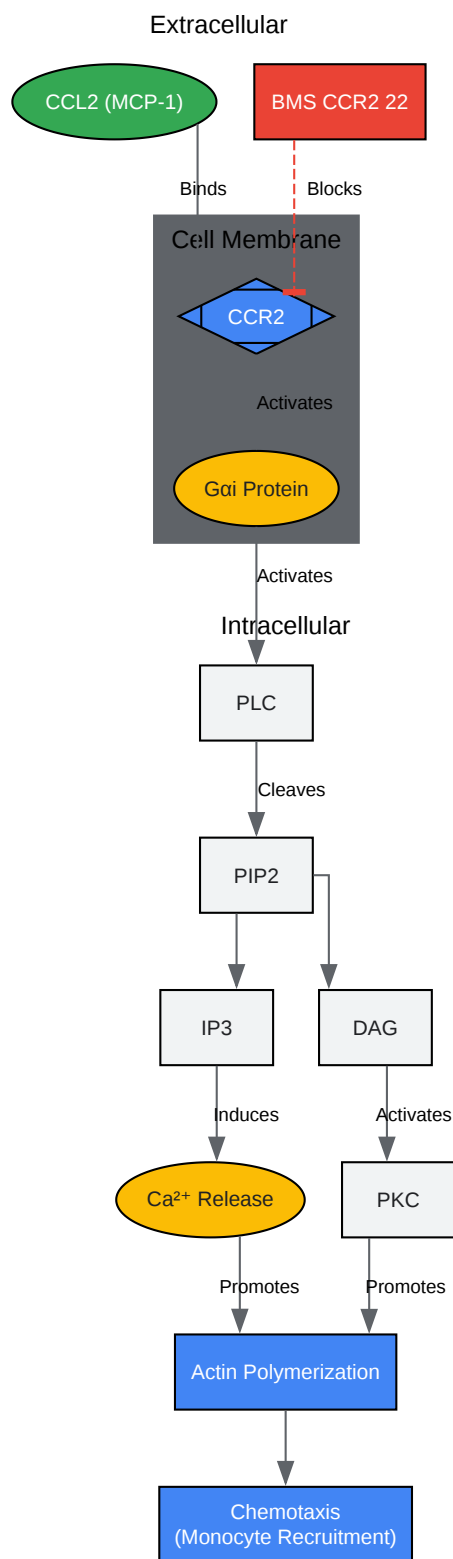 Extracellular
CCL2 (MCP-1)
BMS CCR2 22
Binds
Blocks
Cell Membrane
CCR2
Activates
Gαi Protein
Activates
Intracellular
PLC
Cleaves
PIP2
IP3
DAG
Induces
Activates
Ca²⁺ Release
PKC
Promotes
Promotes
Actin Polymerization
Chemotaxis
(Monocyte Recruitment)